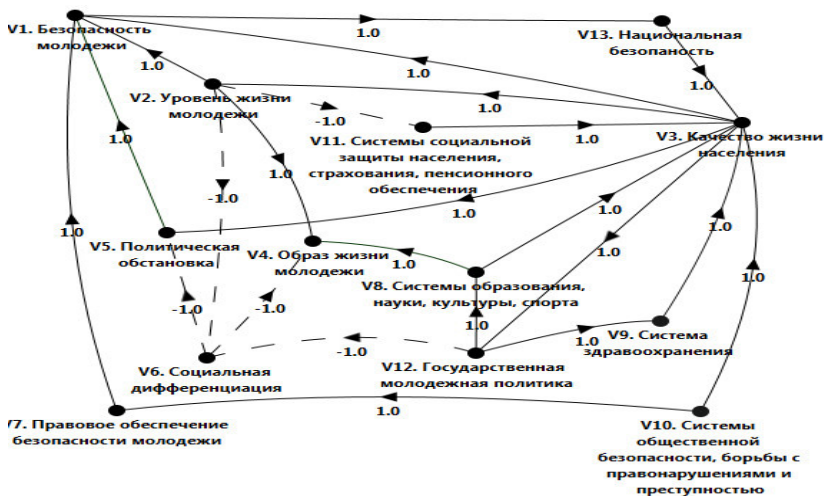 V1. Безопасность
молодежи
1.0
V13. Национальная
безопаность
1.0
1.0
1.0
V2. Уровень жизни
молодежи
-1.0
1.0
1.0
V3. Качество жизни
населения
V11. Системы социальной
защиты населения,
страхования, пенсионного
обеспечения
1.0
1.0
-1.0
1.0
1.0
1.0
V5. Политическая
обстановка
V4. Образ жизни
молодежи
1.0
1.0
V8. Системы образования,
науки, культуры, спорта
1.0
-1.0
-1.0
1.0
1.0
V9. Система
здравоохранения
-1.0
V6. Социальная
дифференциация
V12. Государственная
молодежная политика
1.0
V7. Правовое обеспечение
безопасности молодежи
V10. Системы
общественной
безопасности, борьбы с
правонарушениями и
преступностью